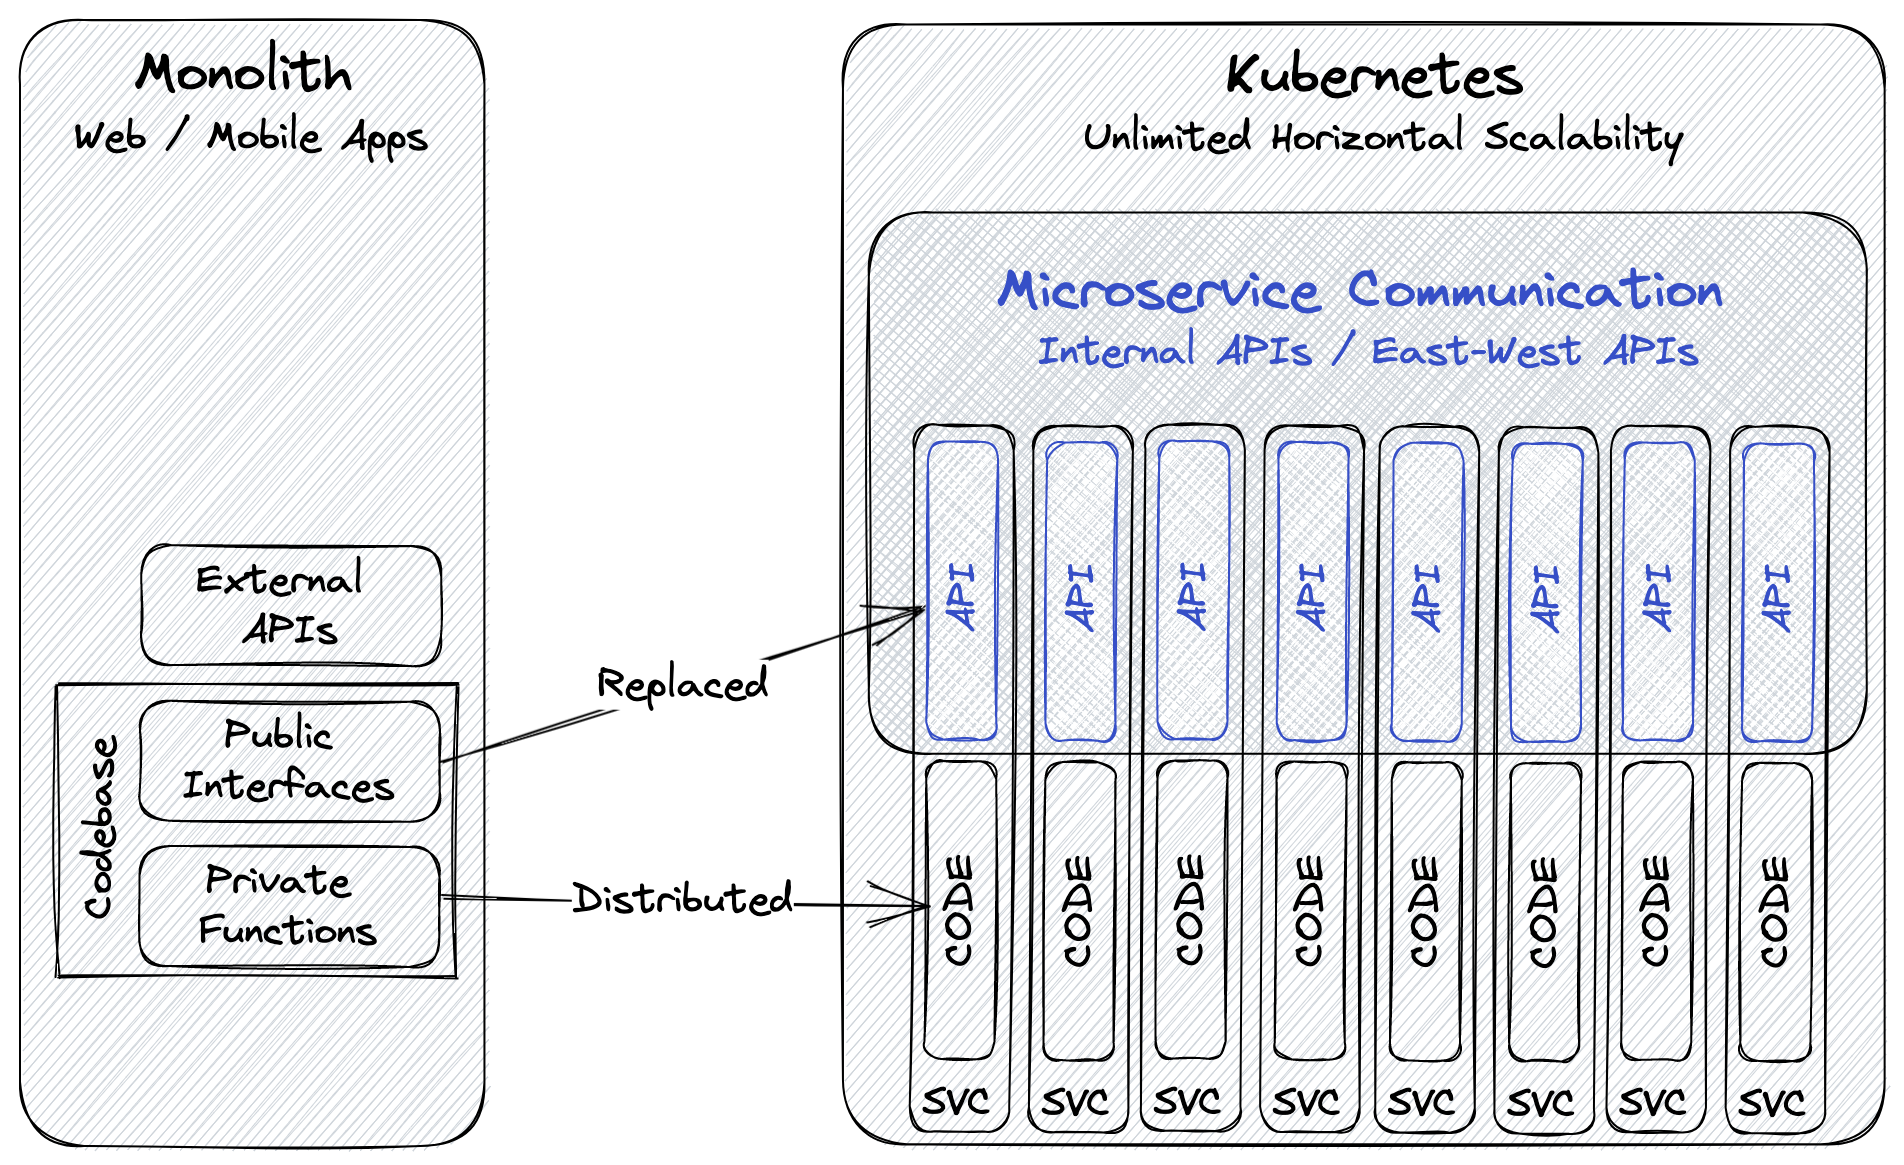 Monolith
Web / Mobile Apps
External
APIs
Codebase
Public
Interfaces
Private
Functions
Replaced
Distributed
Kubernetes
Unlimited Horizontal Scalability
Microservice Communication
Internal APIs / East-West APIs
API
API
API
API
API
API
API
API
CODE
CODE
CODE
CODE
CODE
CODE
CODE
CODE
SVC
SVC
SVC
SVC
SVC
SVC
SVC
SVC